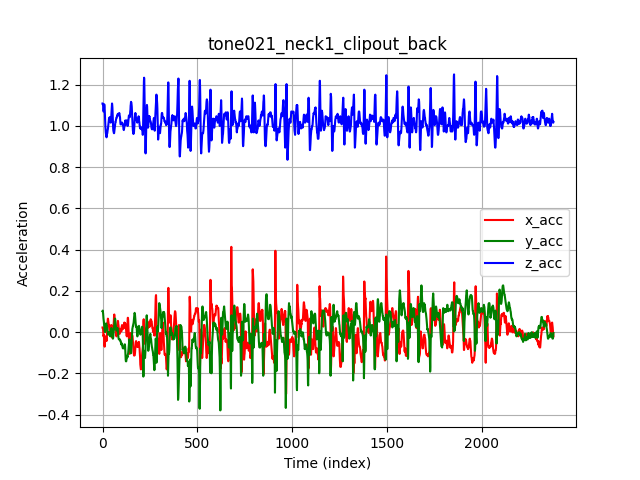 tone021_neck1_clipout_back
1.2
1.0
0.8
0.6
0.4
0.2
0.0
−0.2
−0.4
Acceleration
x_acc
y_acc
z_acc
0
500
1000
1500
2000
Time (index)